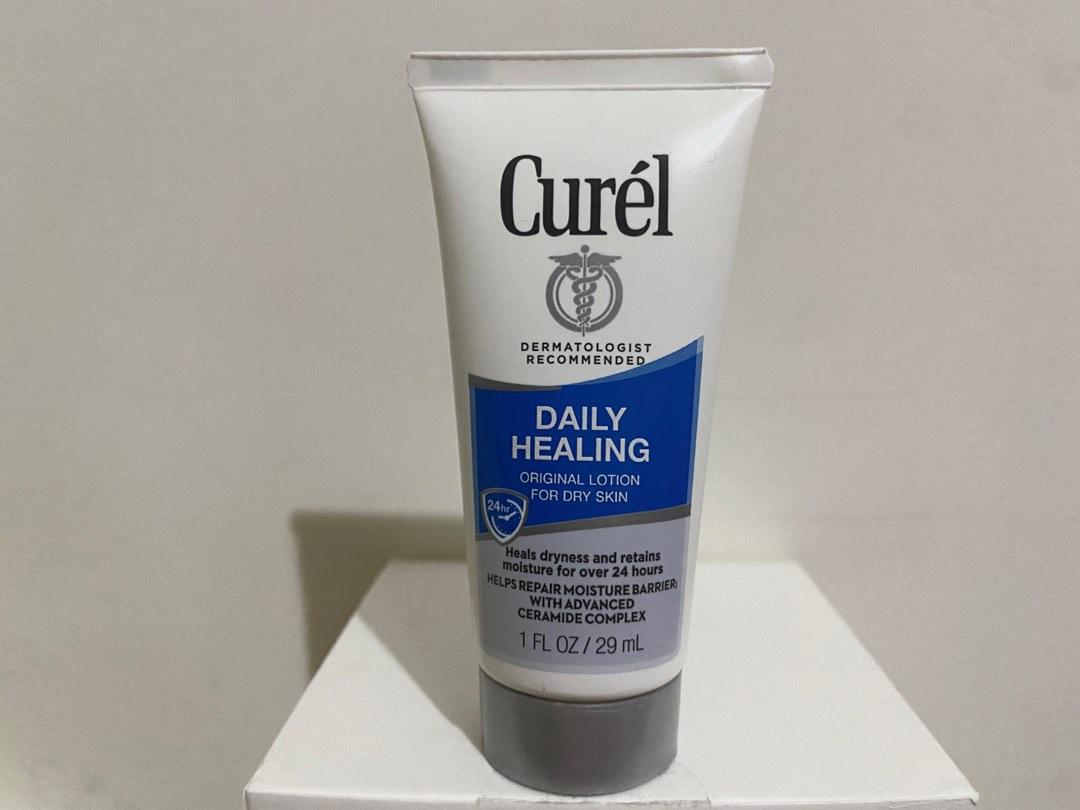 Curél
DERMATOLOGIST
RECOMMENDED
DAILY
HEALING
ORIGINAL LOTION
FOR DRY SKIN
24hr
Heals dryness and retains
moisture for over 24 hours
HELPS REPAIR MOISTURE BARRIER
WITH ADVANCED
CERAMIDE COMPLEX
1 FL OZ / 29 mL